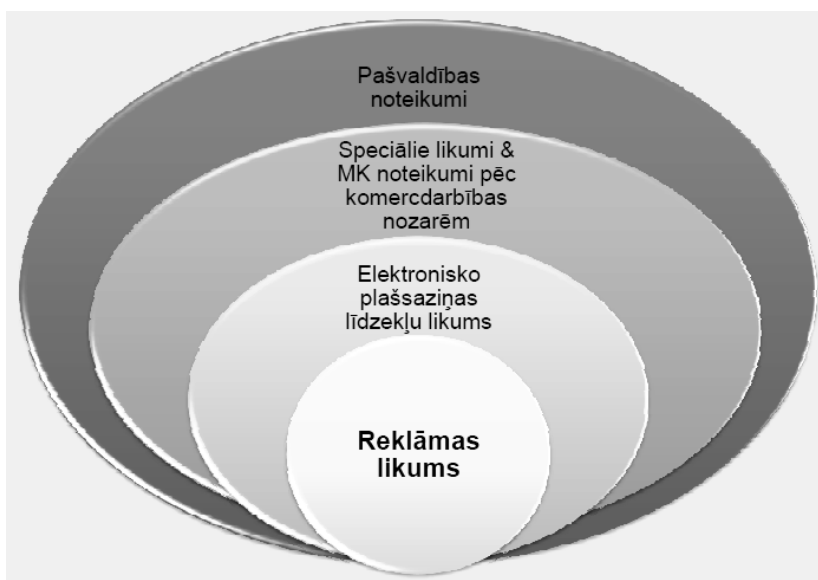 Pašvaldības
noteikumi
Speciālie likumi &
MK noteikumi pēc
komercdarbības
nozarēm
Elektronisko
plašsaziņas
līdzekļu likums
Reklāmas
likums